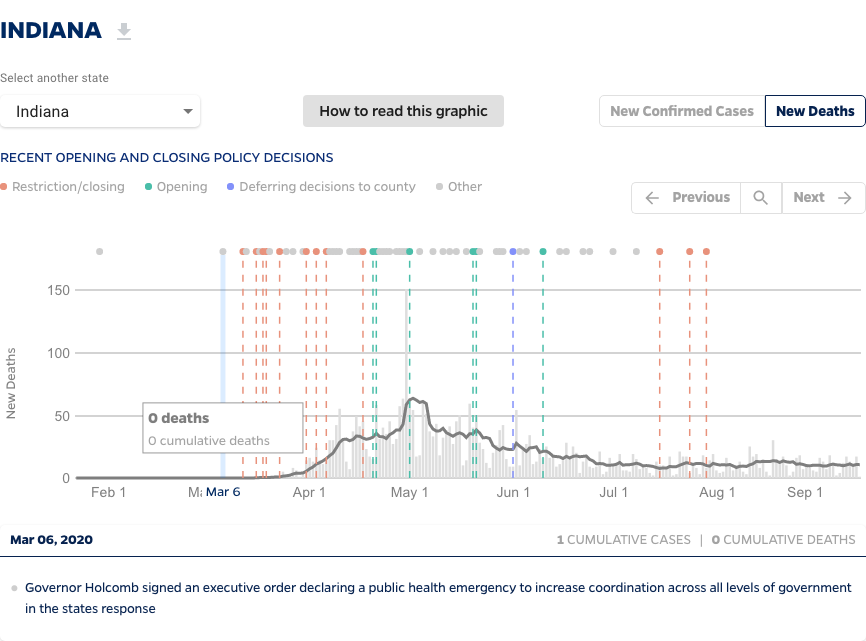 INDIANA
Select another state
Indiana
How to read this graphic
New Confirmed Cases
New Deaths
RECENT OPENING AND CLOSING POLICY DECISIONS
Restriction/closing
Opening
Deferring decisions to county
Other
Previous
Next
150
100
50
0
New Deaths
0 deaths
0 cumulative deaths
Feb 1
Ma
Mar 6
Apr 1
May 1
Jun 1
Jul 1
Aug 1
Sep 1
Mar 06, 2020
1 CUMULATIVE CASES | 0 CUMULATIVE DEATHS
Governor Holcomb signed an executive order declaring a public health emergency to increase coordination across all levels of government
in the states response